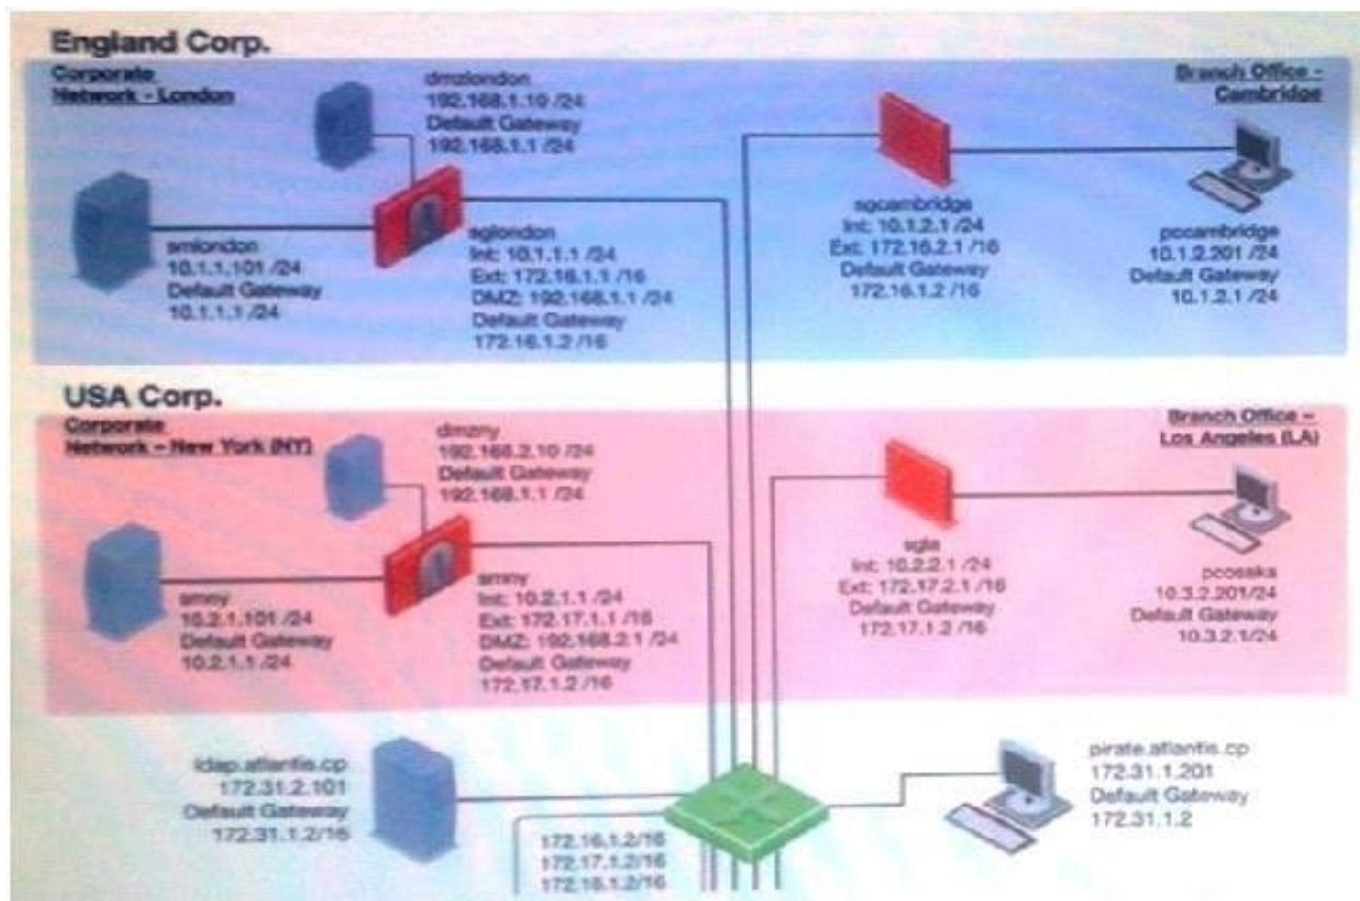 England Corp.
Corporate
Network - London
dmzlondon
192.168.1.10 /24
Default Gateway
192.168.1.1 /24
smlondon
10.1.1.101 /24
Default Gateway
10.1.1.1 /24
sglondon
Int: 10.1.1.1 /24
Ext: 172.16.1.1 /16
DMZ: 192.168.1.1 /24
Default Gateway
172.16.1.2 /16
Branch Office -
Cambridge
sgcambridge
Int: 10.1.2.1 /24
Ext: 172.16.2.1 /16
Default Gateway
172.16.1.2 /16
pccambridge
10.1.2.201 /24
Default Gateway
10.1.2.1 /24
USA Corp.
Corporate
Network – New York (NY)
dmzny
192.168.2.10 /24
Default Gateway
192.168.1.1 /24
smny
10.2.1.101 /24
Default Gateway
10.2.1.1 /24
smny
Int: 10.2.1.1 /24
Ext: 172.17.1.1 /16
DMZ: 192.168.2.1 /24
Default Gateway
172.17.1.2 /16
Branch Office –
Los Angeles (LA)
sgla
Int: 10.2.2.1 /24
Ext: 172.17.2.1 /16
Default Gateway
172.17.1.2 /16
pcosaka
10.3.2.201/24
Default Gateway
10.3.2.1/24
ldap.atlantis.cp
172.31.2.101
Default Gateway
172.31.1.2/16
172.16.1.2/16
172.17.1.2/16
172.18.1.2/16
pirate.atlantis.cp
172.31.1.201
Default Gateway
172.31.1.2